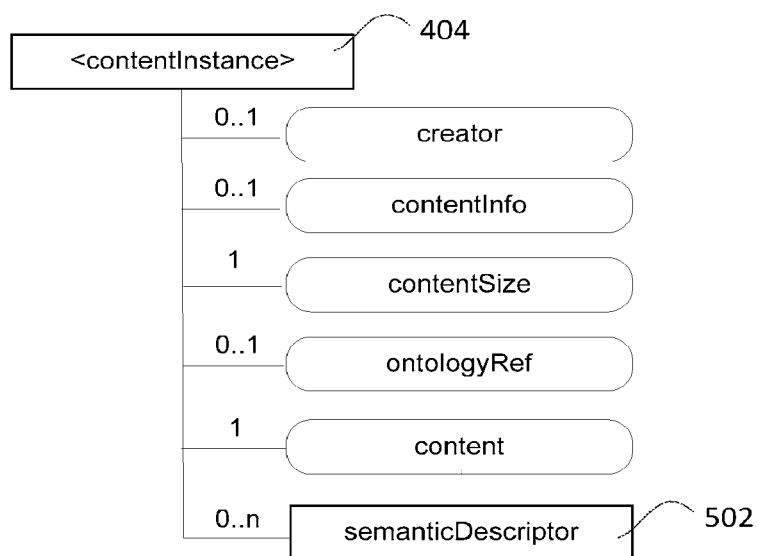 404
<contentInstance>
0..1
creator
0..1
contentInfo
1
contentSize
0..1
ontologyRef
1
content
0..n
semanticDescriptor
502